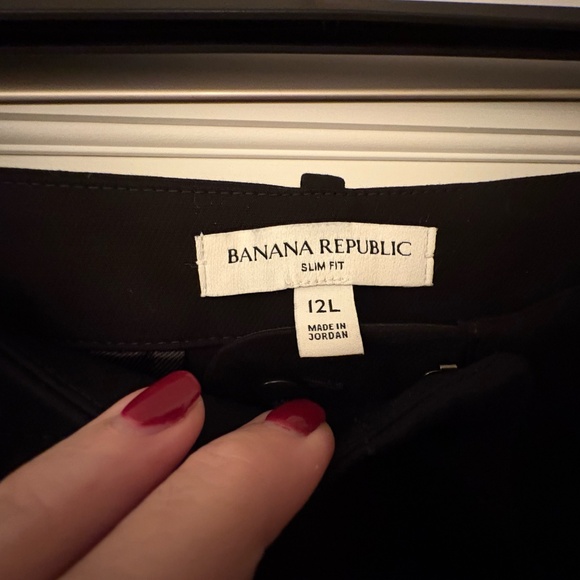 BANANA REPUBLIC
SLIM FIT
12L
MADE IN
JORDAN